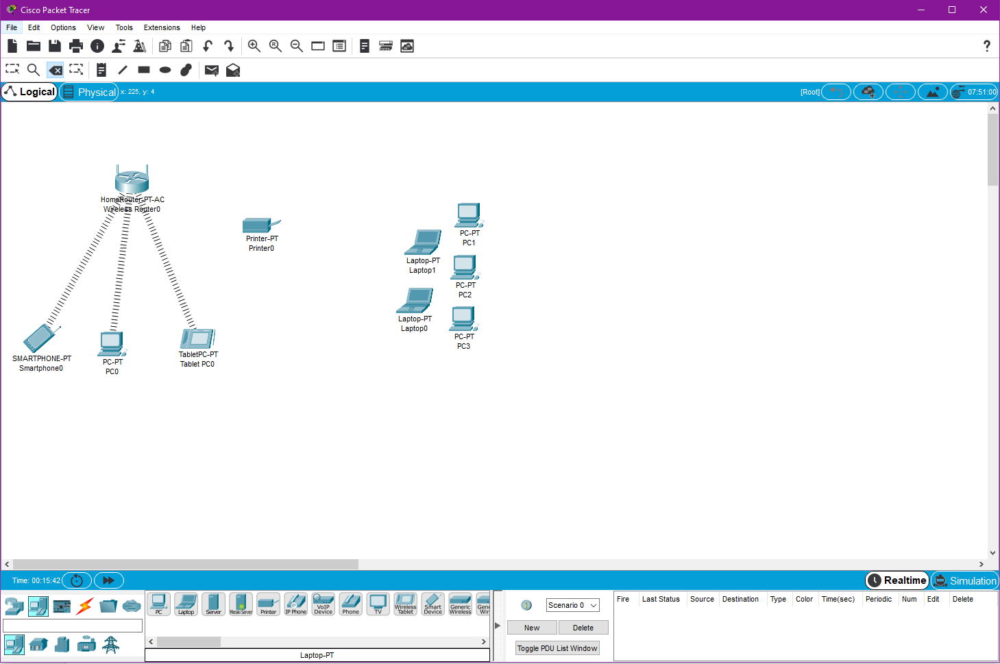 Cisco Packet Tracer
File Edit Options View Tools Extensions Help
Logical Physical x: 225, y: 4 [Root] 07:51:00
HomeRouter-PT-AC
Wireless Router0
Printer-PT
Printer0
PC-PT
PC1
Laptop-PT
Laptop1
PC-PT
PC2
Laptop-PT
Laptop0
PC-PT
PC3
SMARTPHONE-PT
Smartphone0
PC-PT
PC0
TabletPC-PT
Tablet PC0
Time: 00:15:42 Realtime Simulation
PC Laptop Server Meraki Server Printer IP Phone VoIP Device Phone TV Wireless Tablet Smart Device Generic Wireless
Laptop-PT
Scenario 0
New Delete
Toggle PDU List Window
Fire Last Status Source Destination Type Color Time(sec) Periodic Num Edit Delete